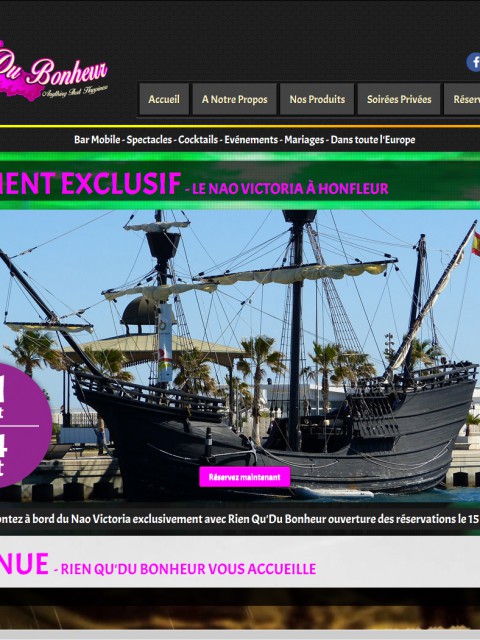 Du Bonheur
Anything That Happiness
f
Accueil
A Notre Propos
Nos Produits
Soirées Privées
Réserv
Bar Mobile - Spectacles - Cocktails - Evénements - Mariages - Dans toute l'Europe
MENT EXCLUSIF - LE NAO VICTORIA À HONFLEUR
t
4
t
Réservez maintenant
ontez à bord du Nao Victoria exclusivement avec Rien Qu'Du Bonheur ouverture des réservations le 15
NUE - RIEN QU'DU BONHEUR VOUS ACCUEILLE